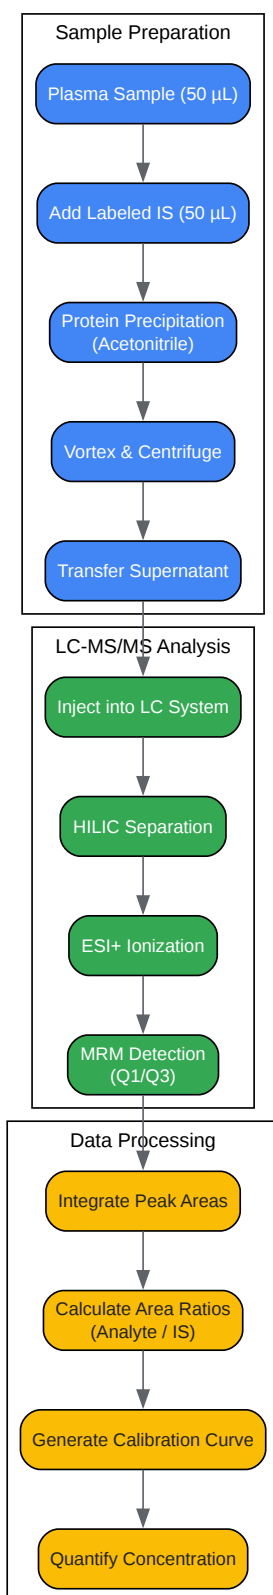 Sample Preparation
Plasma Sample (50 µL)
Add Labeled IS (50 µL)
Protein Precipitation
(Acetonitrile)
Vortex & Centrifuge
Transfer Supernatant
LC-MS/MS Analysis
Inject into LC System
HILIC Separation
ESI+ Ionization
MRM Detection
(Q1/Q3)
Data Processing
Integrate Peak Areas
Calculate Area Ratios
(Analyte / IS)
Generate Calibration Curve
Quantify Concentration